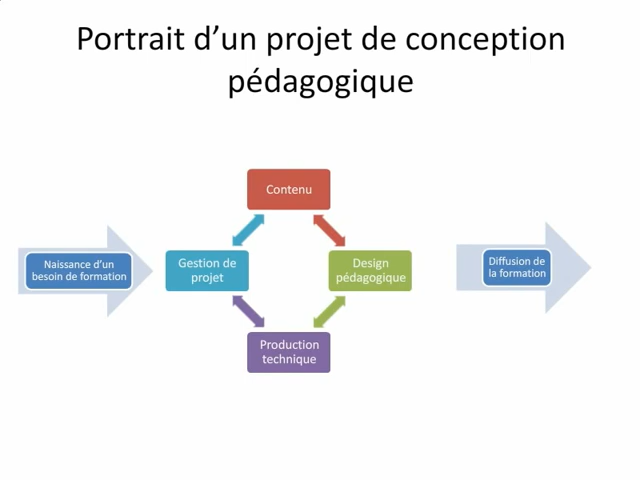 Portrait d’un projet de conception
pédagogique
Contenu
Naissance d’un
besoin de formation
Gestion de
projet
Design
pédagogique
Diffusion de
la formation
Production
technique